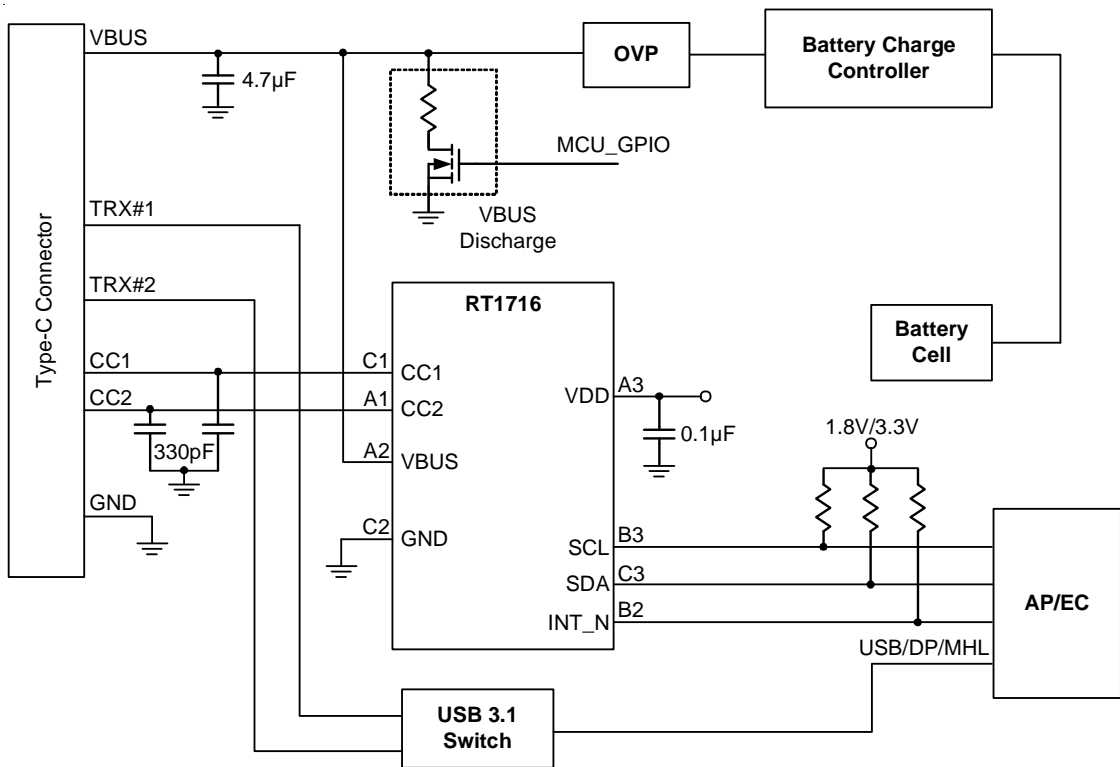 VBUS
4.7µF
OVP
Battery Charge
Controller
MCU_GPIO
VBUS
Discharge
Type-C Connector
TRX#1
TRX#2
RT1716
Battery
Cell
CC1
C1
CC1
CC2
A1
CC2
VDD
A3
0.1µF
1.8V/3.3V
330pF
A2
VBUS
GND
C2
GND
SCL
B3
SDA
C3
INT_N
B2
AP/EC
USB/DP/MHL
USB 3.1
Switch